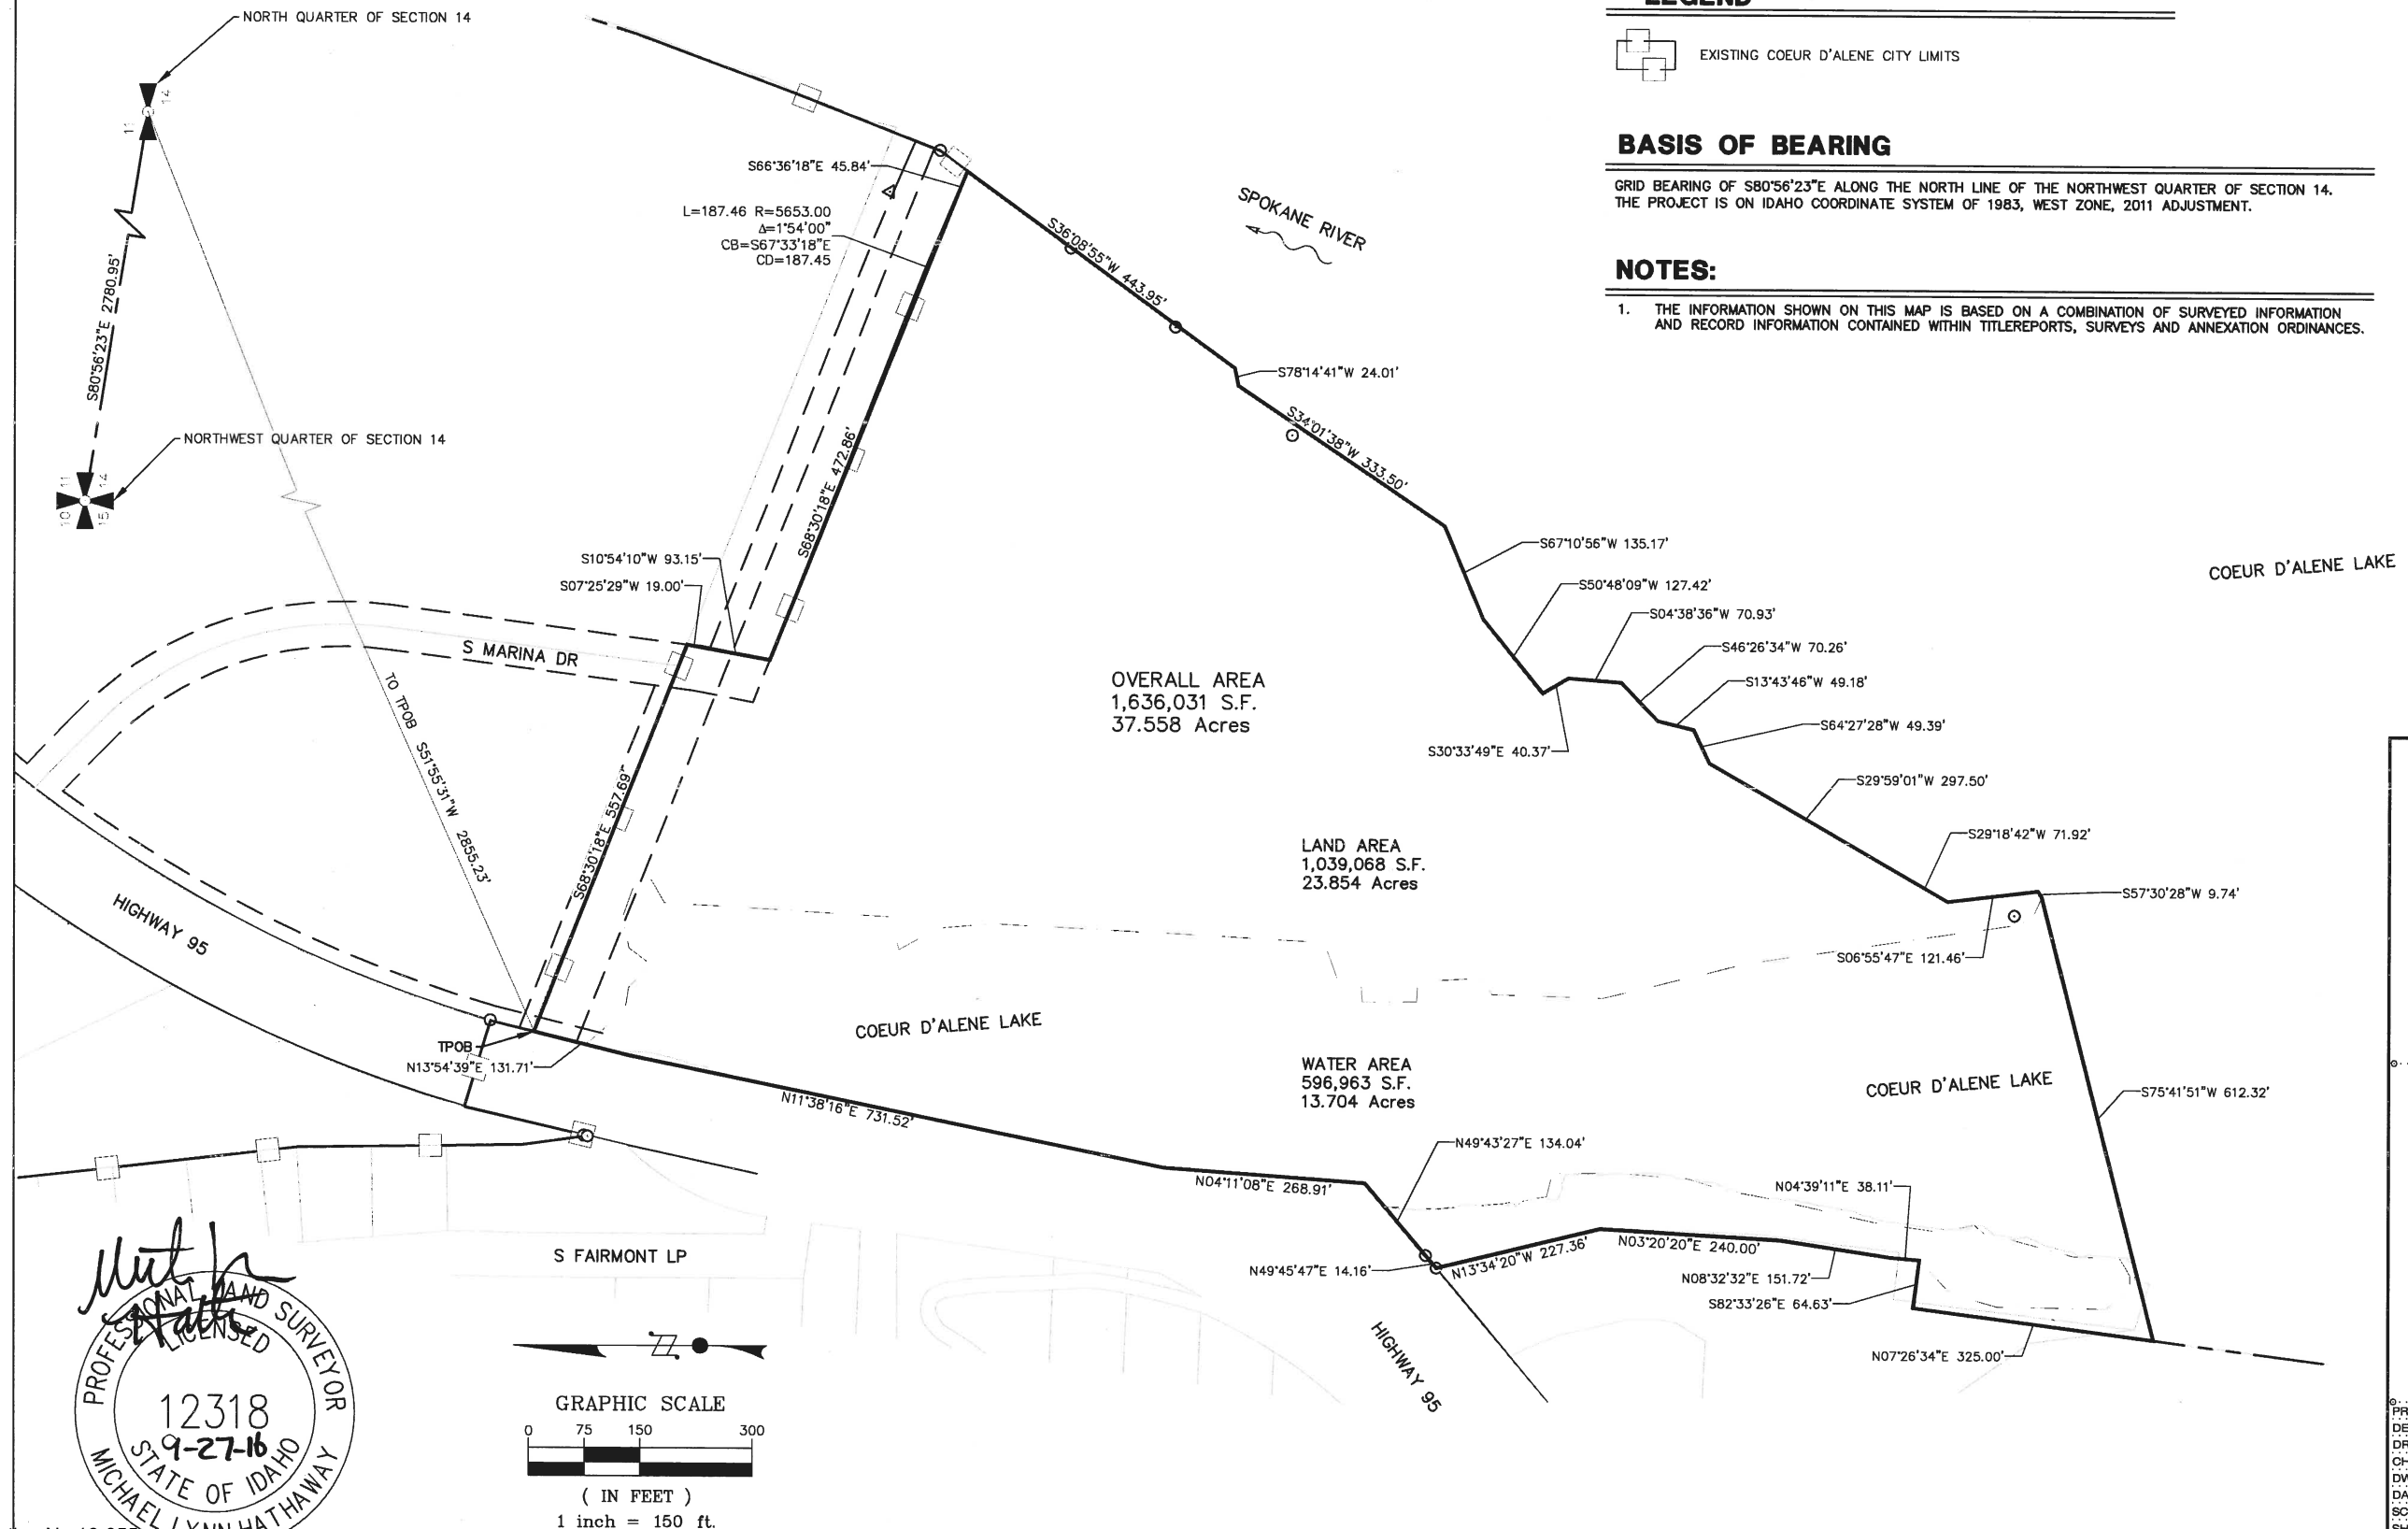 NORTH QUARTER OF SECTION 14
14
11
S80°56'23"E 2780.95'
NORTHWEST QUARTER OF SECTION 14
11
14
10
15
LEGEND
EXISTING COEUR D'ALENE CITY LIMITS
BASIS OF BEARING
GRID BEARING OF S80°56'23"E ALONG THE NORTH LINE OF THE NORTHWEST QUARTER OF SECTION 14.
THE PROJECT IS ON IDAHO COORDINATE SYSTEM OF 1983, WEST ZONE, 2011 ADJUSTMENT.
NOTES:
1. THE INFORMATION SHOWN ON THIS MAP IS BASED ON A COMBINATION OF SURVEYED INFORMATION
AND RECORD INFORMATION CONTAINED WITHIN TITLEREPORTS, SURVEYS AND ANNEXATION ORDINANCES.
S66°36'18"E 45.84'
L=187.46 R=5653.00
Δ=1°54'00"
CB=S67°33'18"E
CD=187.45
S68°30'18"E 472.86'
S10°54'10"W 93.15'
S07°25'29"W 19.00'
S MARINA DR
TO TPOB S51°55'31"W 2855.23'
S68°30'18"E 557.69'
HIGHWAY 95
TPOB
N13°54'39"E 131.71'
SPOKANE RIVER
S36°08'55"W 443.95'
S78°14'41"W 24.01'
S34°01'38"W 333.50'
S67°10'56"W 135.17'
S50°48'09"W 127.42'
S04°38'36"W 70.93'
S46°26'34"W 70.26'
S13°43'46"W 49.18'
S64°27'28"W 49.39'
S30°33'49"E 40.37'
S29°59'01"W 297.50'
S29°18'42"W 71.92'
S57°30'28"W 9.74'
S06°55'47"E 121.46'
COEUR D'ALENE LAKE
OVERALL AREA
1,636,031 S.F.
37.558 Acres
LAND AREA
1,039,068 S.F.
23.854 Acres
COEUR D'ALENE LAKE
WATER AREA
596,963 S.F.
13.704 Acres
COEUR D'ALENE LAKE
S75°41'51"W 612.32'
N11°38'16"E 731.52'
N04°11'08"E 268.91'
N49°43'27"E 134.04'
N49°45'47"E 14.16'
N13°34'20"W 227.36'
N03°20'20"E 240.00'
N04°39'11"E 38.11'
N08°32'32"E 151.72'
S82°33'26"E 64.63'
N07°26'34"E 325.00'
HIGHWAY 95
S FAIRMONT LP
GRAPHIC SCALE
0 75 150 300
( IN FEET )
1 inch = 150 ft.
PROFESSIONAL LAND SURVEYOR
LICENSED
12318
9-27-16
STATE OF IDAHO
MICHAEL LYNN HATHAWAY